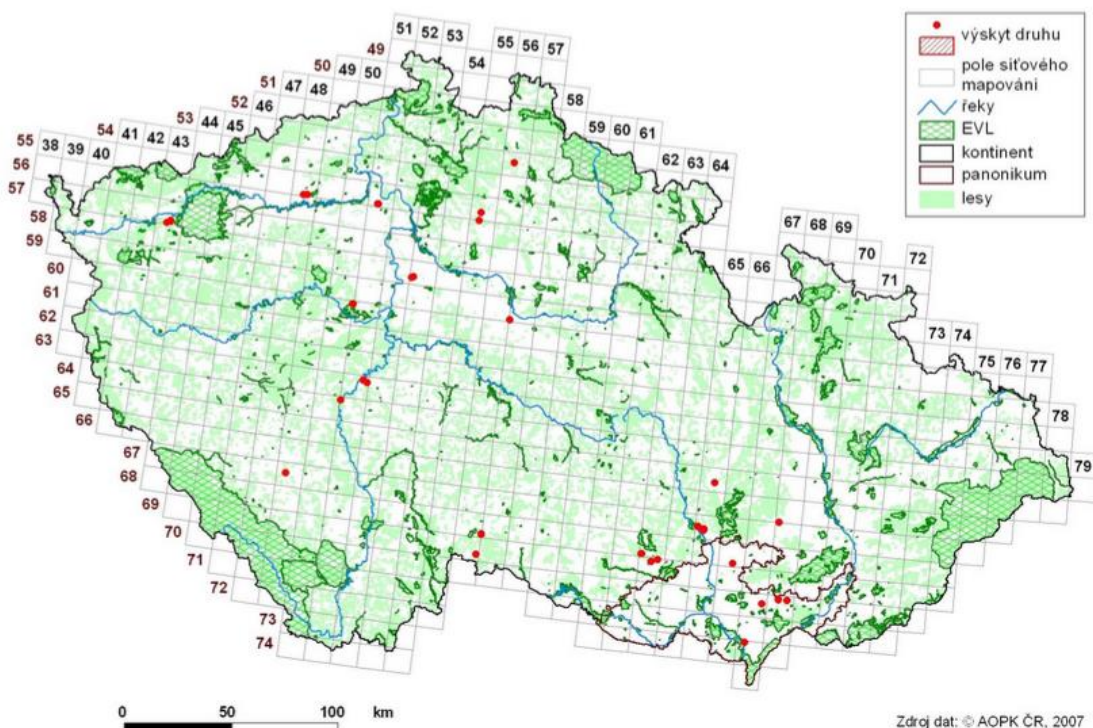 51 52 53
55 56 57
49
54
50 49 50
58
51 47 48
52 46
59 60 61
53 44 45
54 41 42 43
62 63 64
55 38 39 40
56
57
58
59
67 68 69
70
72
71
65 66
60
61
62
63
73 74
75 76 77
64
65
78
66
79
67
68
69
70
71
72
73
74
výskyt druhu
pole síťového
mapování
řeky
EVL
kontinent
panonikum
lesy
0 50 100 km
Zdroj dat: © AOPK ČR, 2007